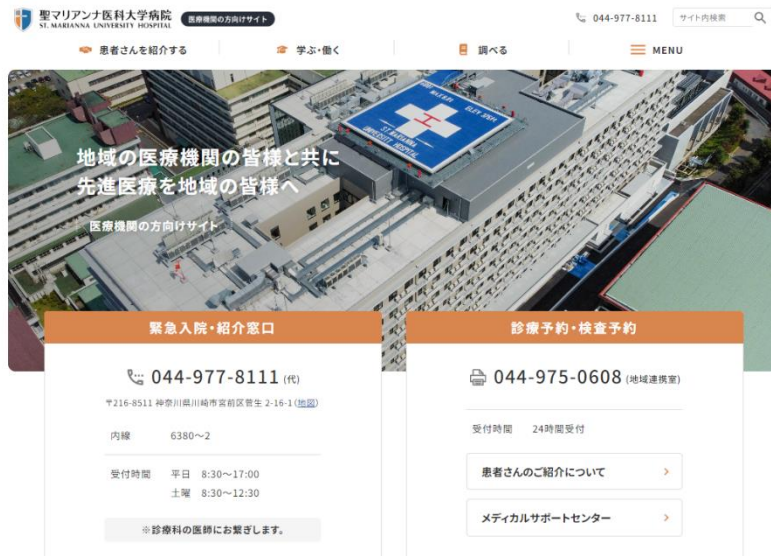 聖マリアンナ医科大学病院
ST. MARIANNA UNIVERSITY HOSPITAL
医療機関の方向けサイト
044-977-8111
サイト内検索
患者さんを紹介する
学ぶ・働く
調べる
MENU
ST. MARIANNA
UNIVERSITY HOSPITAL
地域の医療機関の皆様と共に
先進医療を地域の皆様へ
医療機関の方向けサイト
緊急入院・紹介窓口
044-977-8111 (代)
〒216-8511 神奈川県川崎市宮前区菅生 2-16-1(地図)
内線 6380～2
受付時間 平日 8:30～17:00
土曜 8:30～12:30
※診療科の医師にお繋ぎします。
診療予約・検査予約
044-975-0608 (地域連携室)
受付時間 24時間受付
患者さんのご紹介について
メディカルサポートセンター